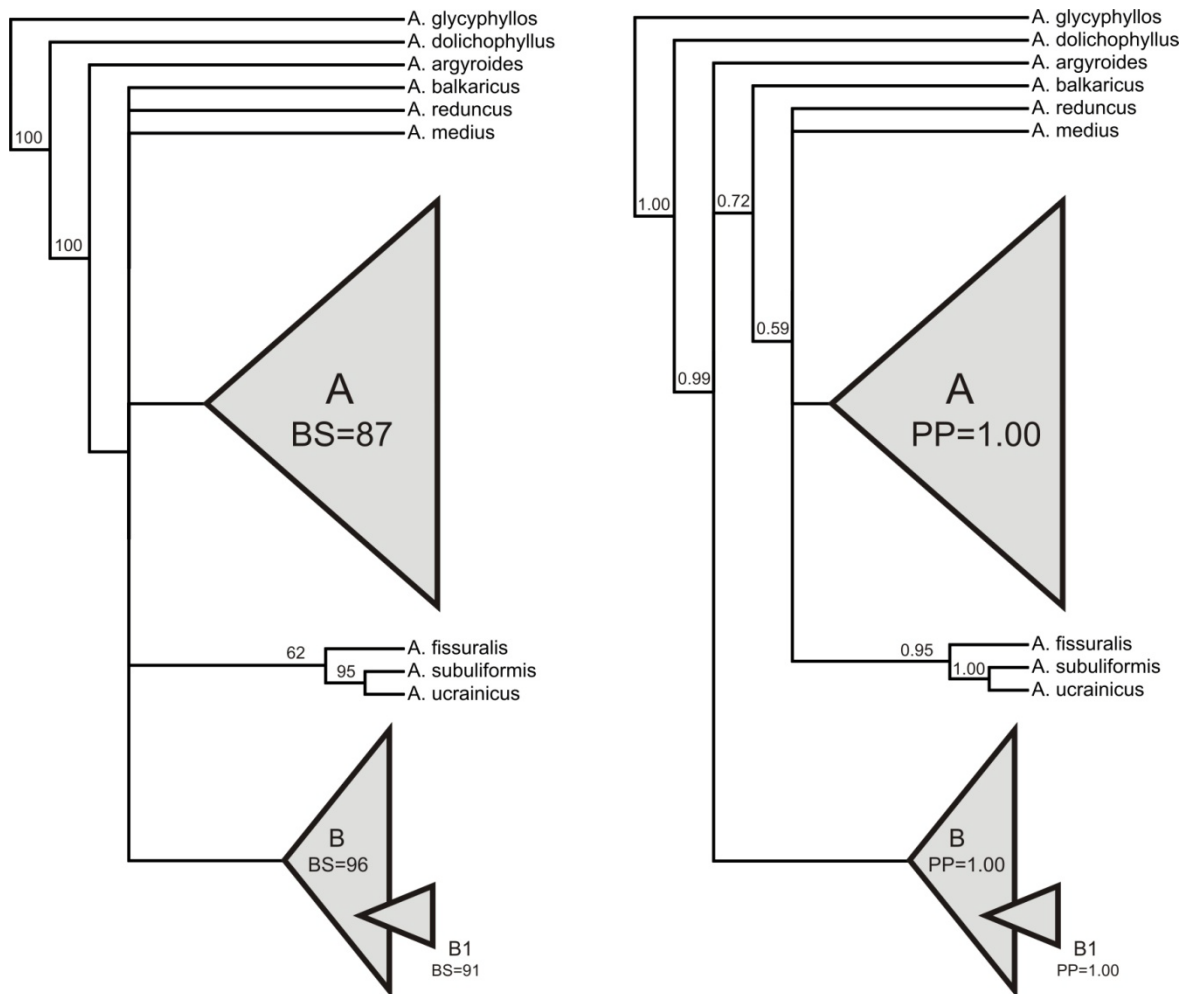 A. glycyphyllos
A. dolichophyllus
A. argyroides
A. balkaricus
A. reduncus
A. medius
100
100
A
BS=87
62
95
A. fissuralis
A. subuliformis
A. ucrainicus
B
BS=96
B1
BS=91
A. glycyphyllos
A. dolichophyllus
A. argyroides
A. balkaricus
A. reduncus
A. medius
1.00
0.72
0.59
0.99
A
PP=1.00
0.95
1.00
A. fissuralis
A. subuliformis
A. ucrainicus
B
PP=1.00
B1
PP=1.00